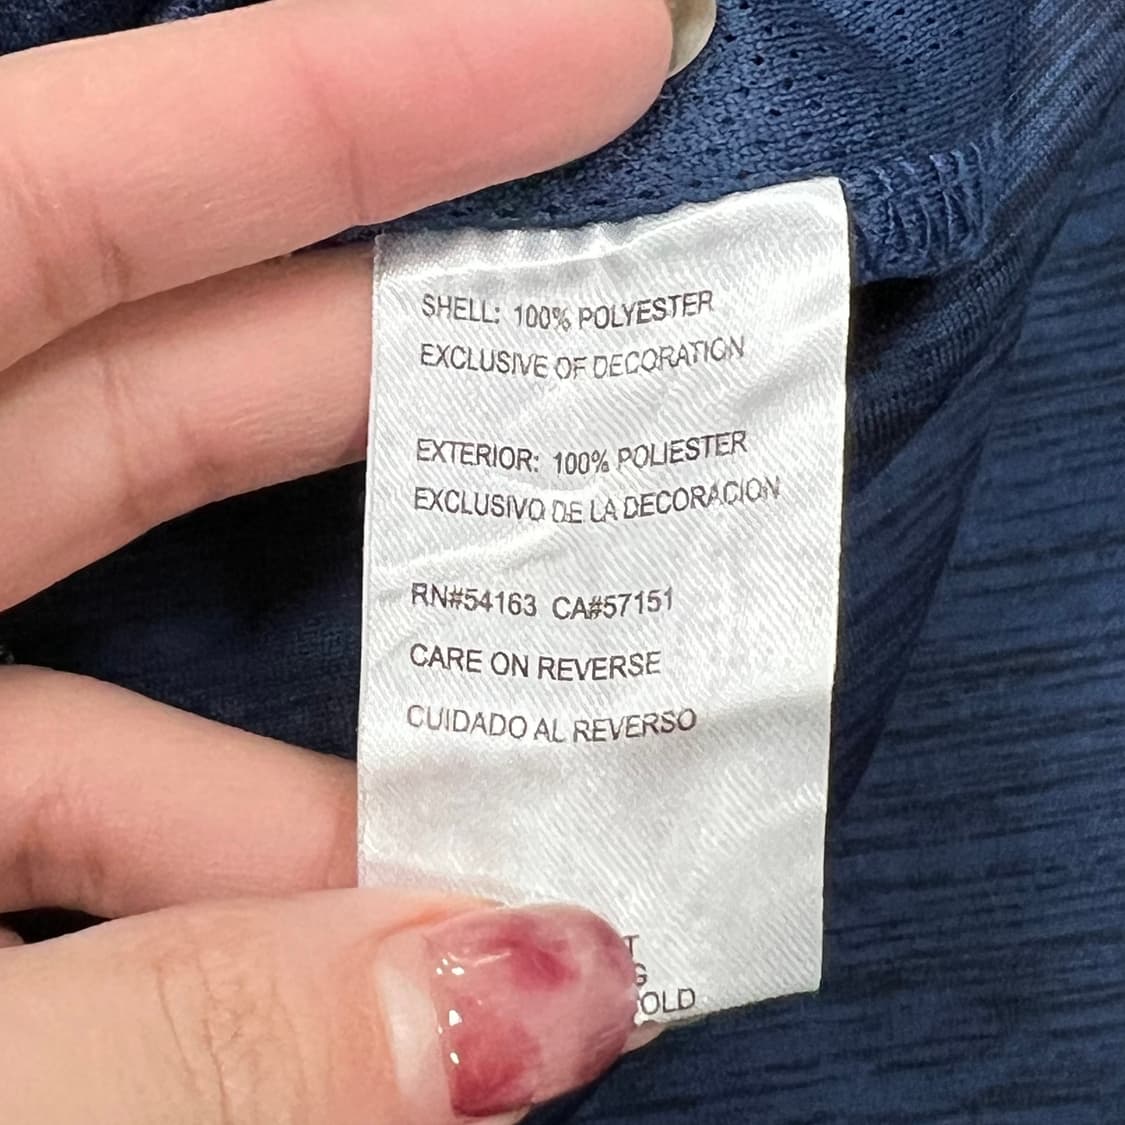 SHELL: 100% POLYESTER
EXCLUSIVE OF DECORATION
EXTERIOR: 100% POLIESTER
EXCLUSIVO DE LA DECORACION
RN#54163 CA#57151
CARE ON REVERSE
CUIDADO AL REVERSO